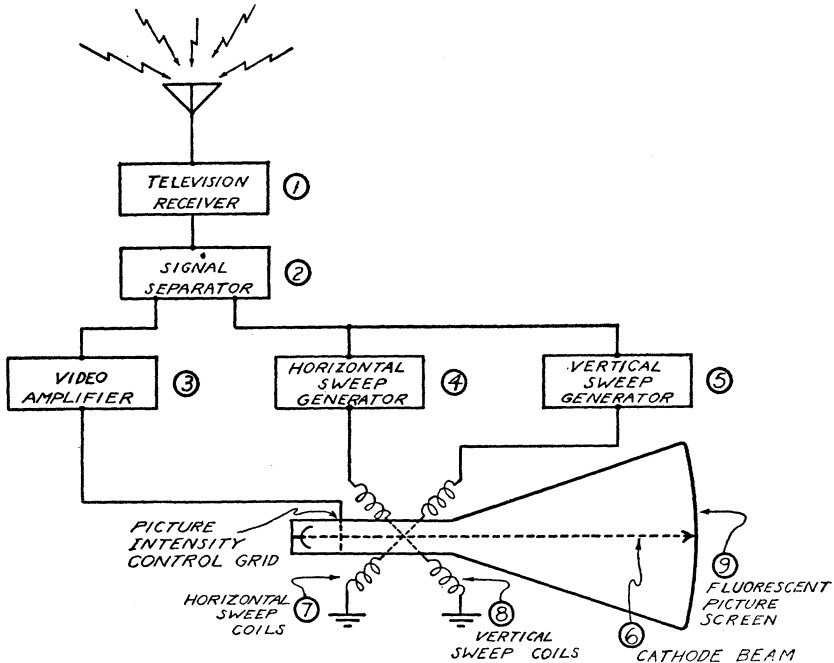 TELEVISION
RECEIVER
1
SIGNAL
SEPARATOR
2
VIDEO
AMPLIFIER
3
HORIZONTAL
SWEEP
GENERATOR
4
VERTICAL
SWEEP
GENERATOR
5
PICTURE
INTENSITY
CONTROL GRID
HORIZONTAL
SWEEP
COILS
7
8
VERTICAL
SWEEP COILS
6
CATHODE BEAM
9
FLUORESCENT
PICTURE
SCREEN